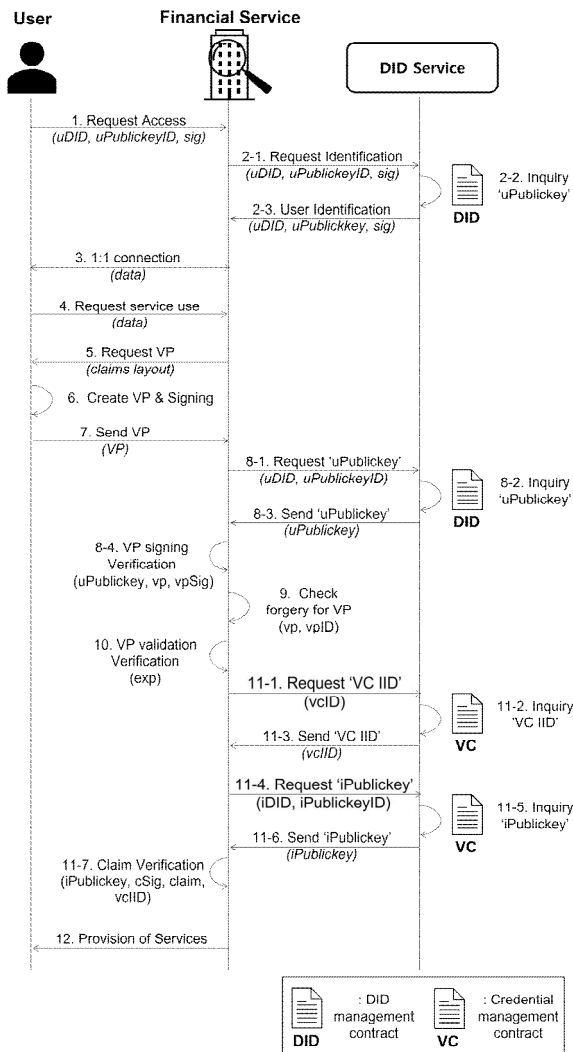 User
Financial Service
DID Service
1. Request Access
(uDID, uPublickeyID, sig)
2-1. Request Identification
(uDID, uPublickeyID, sig)
2-2. Inquiry
'uPublickey'
DID
2-3. User Identification
(uDID, uPublickkey, sig)
3. 1:1 connection
(data)
4. Request service use
(data)
5. Request VP
(claims layout)
6. Create VP & Signing
7. Send VP
(VP)
8-1. Request 'uPublickey'
(uDID, uPublickeyID)
8-2. Inquiry
'uPublickey'
DID
8-3. Send 'uPublickey'
(uPublickey)
8-4. VP signing
Verification
(uPublickey, vp, vpSig)
9. Check
forgery for VP
(vp, vpID)
10. VP validation
Verification
(exp)
11-1. Request 'VC IID'
(vcID)
11-2. Inquiry
'VC IID'
VC
11-3. Send 'VC IID'
(vcIID)
11-4. Request 'iPublickey'
(iDID, iPublickeyID)
11-5. Inquiry
'iPublickey'
VC
11-6. Send 'iPublickey'
(iPublickey)
11-7. Claim Verification
(iPublickey, cSig, claim,
vcIID)
12. Provision of Services
: DID
management
contract
DID
: Credential
management
contract
VC